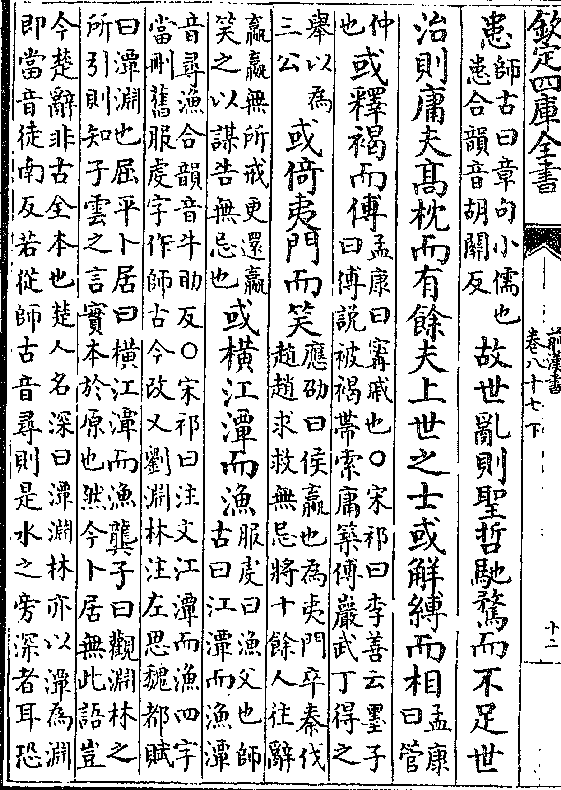 欽定四庫全書
前漢書
卷八十七下
十二
患師古曰章句小儒也
患合韻音胡關反故世亂則聖哲馳騖而不足世
治則庸夫髙枕而有餘夫上世之士或解縛而相孟康
曰管
仲
也或釋褐而傅孟康曰甯戚也○宋祁曰李善云墨子
曰傅說被褐帶索庸築傅巖武丁得之
舉以為
三公或倚夷門而笑應劭曰侯嬴也為夷門卒秦伐
趙趙求救無忌將十餘人往辭
嬴嬴無所戒更還嬴
笑之以謀告無忌也或橫江潭而漁服䖍曰漁父也師
古曰江潭而漁潭
音尋漁合韻音牛助反○宋祁曰注文江潭而漁四字
當刪舊服䖍字作師古今改又劉淵林注左思魏都賦
曰潭淵也屈平卜居曰橫江潭而漁龔子曰觀淵林之
所引則知子雲之言實本於原也然今卜居無此語豈
今楚辭非古全本也楚人名深曰潭淵林亦以潭為淵
即當音徒南反若從師古音尋則是水之旁深者耳恐